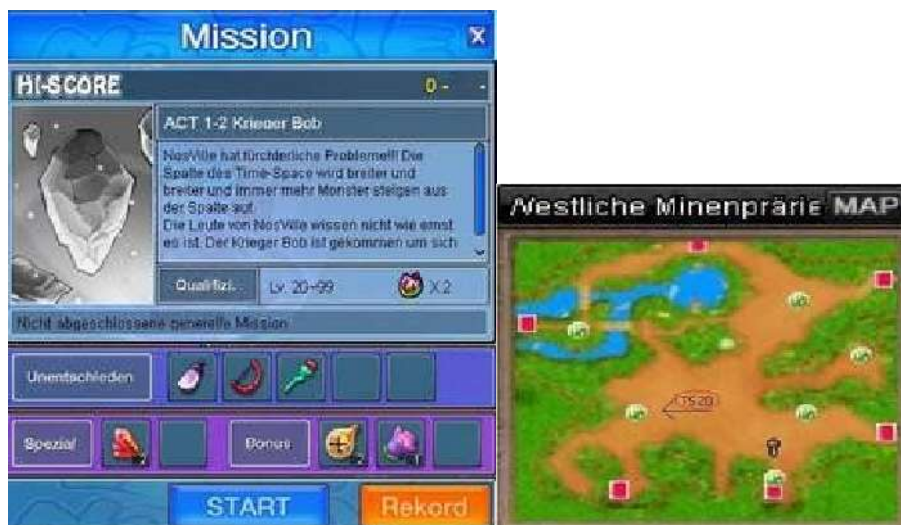 Mission
X
HI-SCORE
0 - -
ACT 1-2 Krieger Bob
NosVille hat fürchterliche Probleme!!! Die
Spalte des Time-Space wird breiter und
breiter und immer mehr Monster steigen aus
der Spalte auf.
Die Leute von NosVille wissen nicht wie ernst
es ist. Der Krieger Bob ist gekommen um sich
Qualifizi..
Lv. 20~99
X 2
Nicht abgeschlossene generelle Mission
Unentschieden
Spezial
Bonus
START
Rekord
Westliche Minenprärie
MAP
TS20